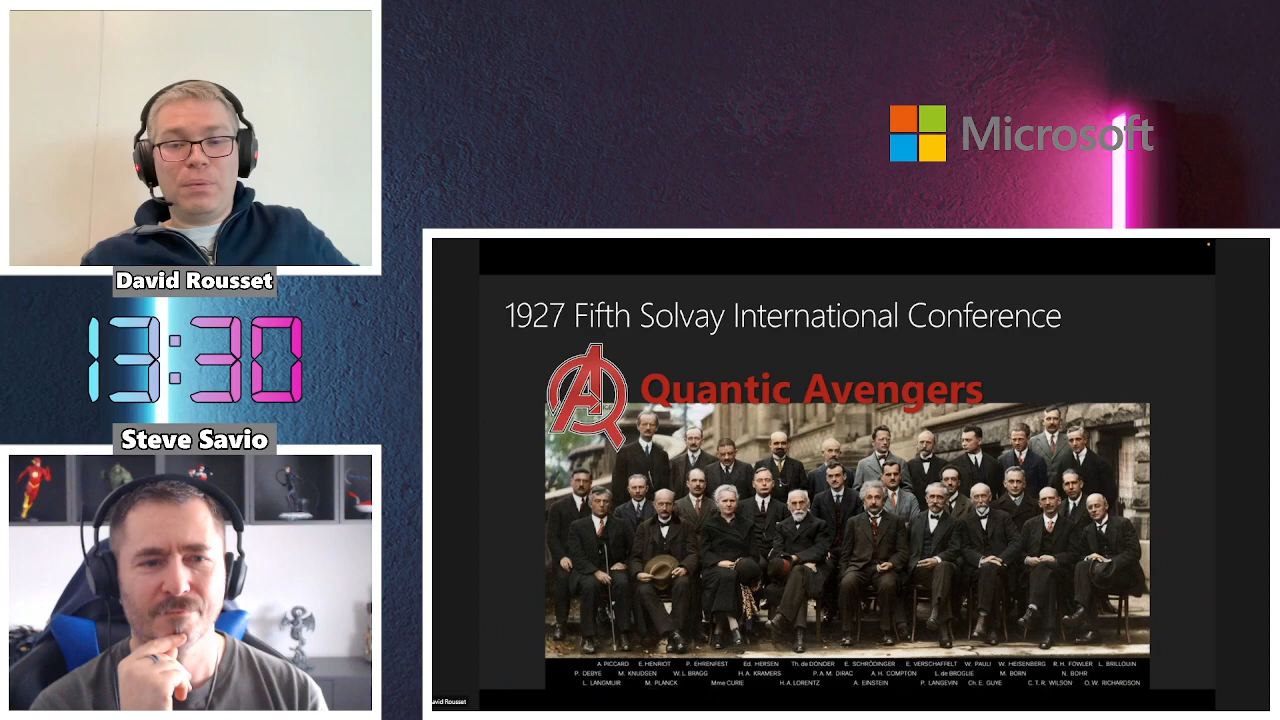 David Rousset
13:30
Steve Savio
Microsoft
1927 Fifth Solvay International Conference
Quantic Avengers
A. PICCARD E. HENRIOT P. EHRENFEST Ed. HERSEN Th. de DONDER E. SCHRÖDINGER E. VERSCHAFFELT W. PAULI W. HEISENBERG R. H. FOWLER L. BRILLOUIN
P. DEBYE M. KNUDSEN W. L. BRAGG H. A. KRAMERS P. A. M. DIRAC A. H. COMPTON L. de BROGLIE M. BORN N. BOHR
L. LANGMUIR M. PLANCK Mme CURIE H. A. LORENTZ A. EINSTEIN P. LANGEVIN Ch. E. GUYE C. T. R. WILSON O. W. RICHARDSON
avid Rousset